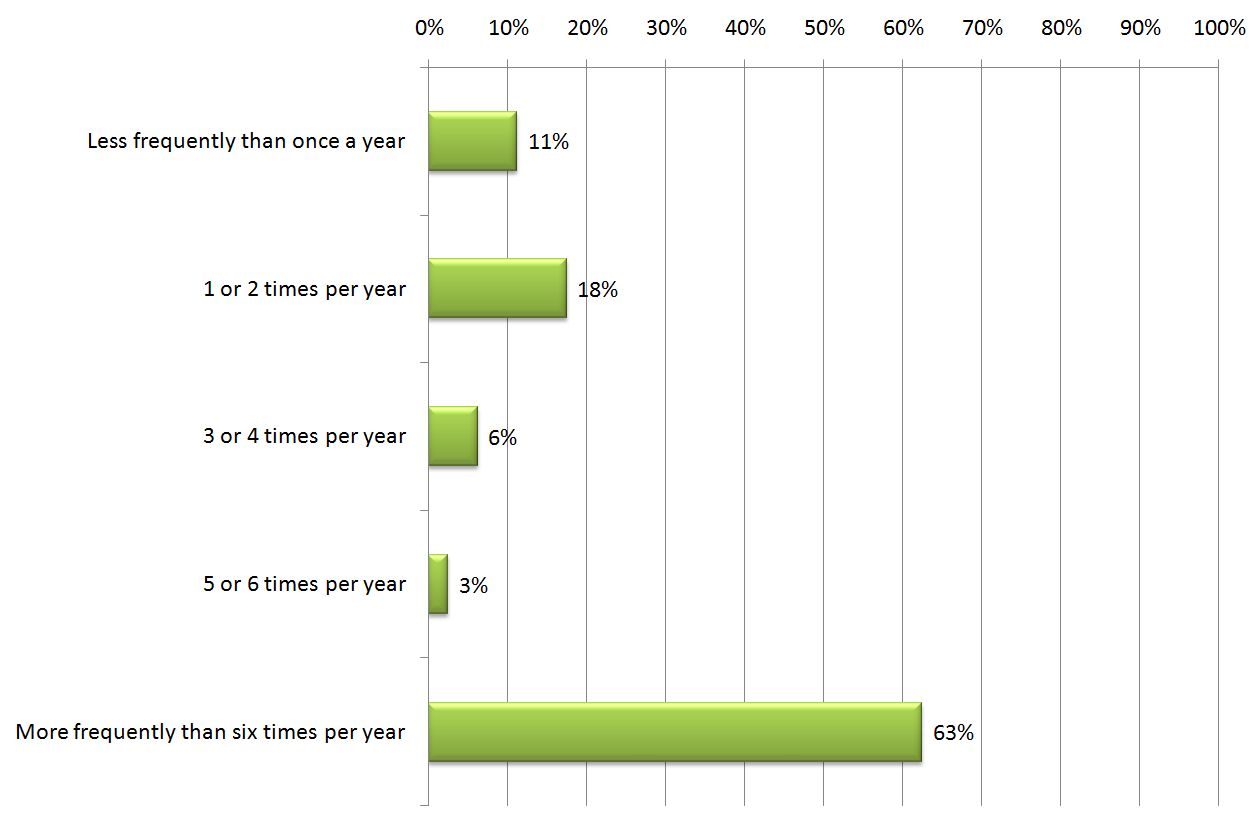 0% 10% 20% 30% 40% 50% 60% 70% 80% 90% 100%
Less frequently than once a year 11%
1 or 2 times per year 18%
3 or 4 times per year 6%
5 or 6 times per year 3%
More frequently than six times per year 63%